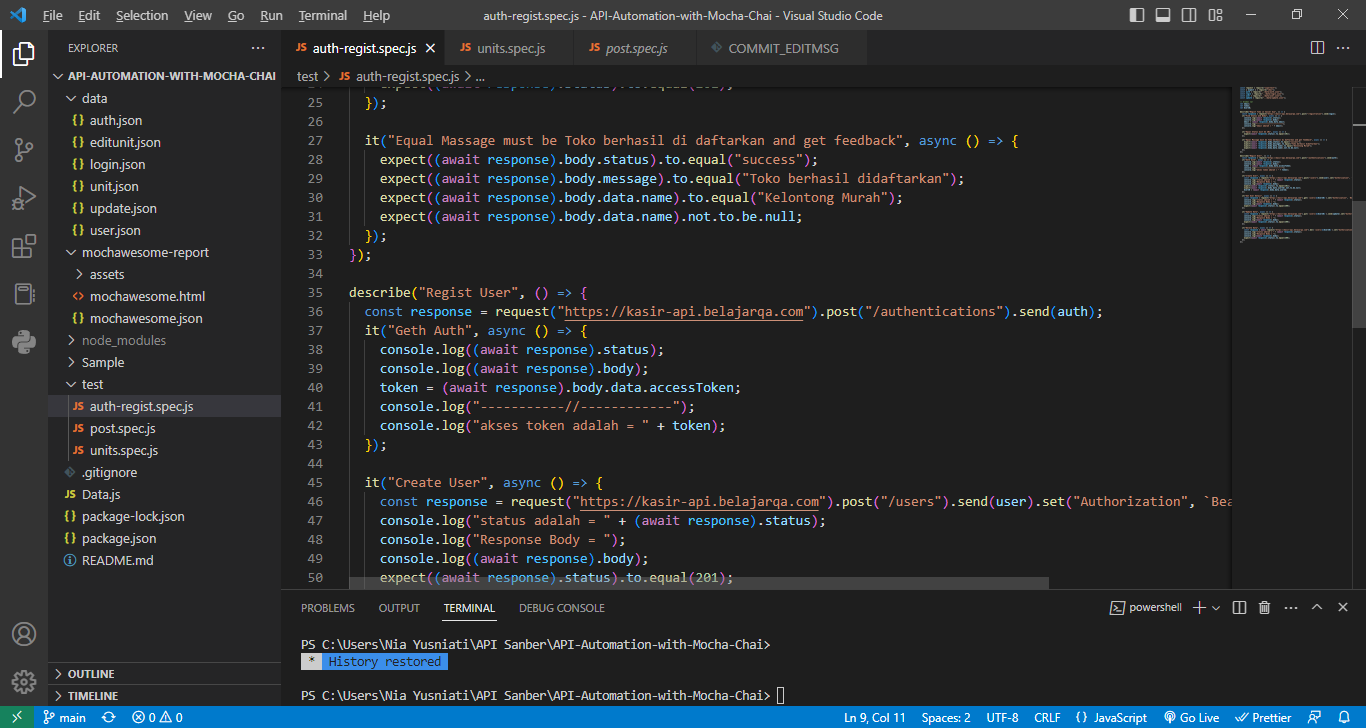 File Edit Selection View Go Run Terminal Help auth-regist.spec.js - API-Automation-with-Mocha-Chai - Visual Studio Code
EXPLORER
API-AUTOMATION-WITH-MOCHA-CHAI
data
auth.json
editunit.json
login.json
unit.json
update.json
user.json
mochawesome-report
assets
mochawesome.html
mochawesome.json
node_modules
Sample
test
auth-regist.spec.js
post.spec.js
units.spec.js
.gitignore
Data.js
package-lock.json
package.json
README.md
OUTLINE
TIMELINE
JS auth-regist.spec.js JS units.spec.js JS post.spec.js COMMIT_EDITMSG
test > JS auth-regist.spec.js > ...
25 });
26
27 it("Equal Massage must be Toko berhasil di daftarkan and get feedback", async () => {
28 expect((await response).body.status).to.equal("success");
29 expect((await response).body.message).to.equal("Toko berhasil didaftarkan");
30 expect((await response).body.data.name).to.equal("Kelontong Murah");
31 expect((await response).body.data.name).not.to.be.null;
32 });
33 });
34
35 describe("Regist User", () => {
36 const response = request("https://kasir-api.belajarqa.com").post("/authentications").send(auth);
37 it("Geth Auth", async () => {
38 console.log((await response).status);
39 console.log((await response).body);
40 token = (await response).body.data.accessToken;
41 console.log("-----------//------------");
42 console.log("akses token adalah = " + token);
43 });
44
45 it("Create User", async () => {
46 const response = request("https://kasir-api.belajarqa.com").post("/users").send(user).set("Authorization", `Bea
47 console.log("status adalah = " + (await response).status);
48 console.log("Response Body = ");
49 console.log((await response).body);
50 expect((await response).status).to.equal(201);
PROBLEMS OUTPUT TERMINAL DEBUG CONSOLE powershell
PS C:\Users\Nia Yusniati\API Sanber\API-Automation-with-Mocha-Chai>
* History restored
PS C:\Users\Nia Yusniati\API Sanber\API-Automation-with-Mocha-Chai>
main 0 0 Ln 9, Col 11 Spaces: 2 UTF-8 CRLF {} JavaScript Go Live Prettier